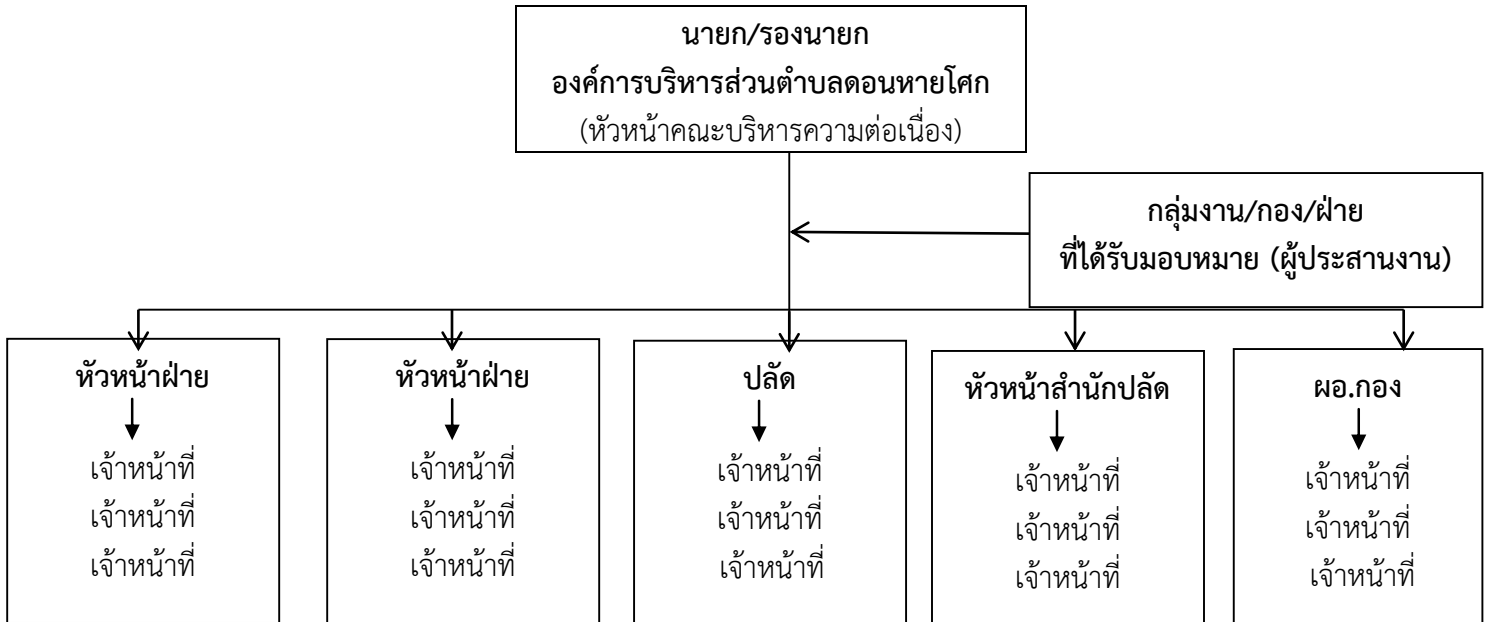 นายก/รองนายก
องค์การบริหารส่วนตำบลดอนหายโศก
(หัวหน้าคณะบริหารความต่อเนื่อง)
กลุ่มงาน/กอง/ฝ่าย
ที่ได้รับมอบหมาย (ผู้ประสานงาน)
หัวหน้าฝ่าย
เจ้าหน้าที่
เจ้าหน้าที่
เจ้าหน้าที่
หัวหน้าฝ่าย
เจ้าหน้าที่
เจ้าหน้าที่
เจ้าหน้าที่
ปลัด
เจ้าหน้าที่
เจ้าหน้าที่
เจ้าหน้าที่
หัวหน้าสำนักปลัด
เจ้าหน้าที่
เจ้าหน้าที่
เจ้าหน้าที่
ผอ.กอง
เจ้าหน้าที่
เจ้าหน้าที่
เจ้าหน้าที่